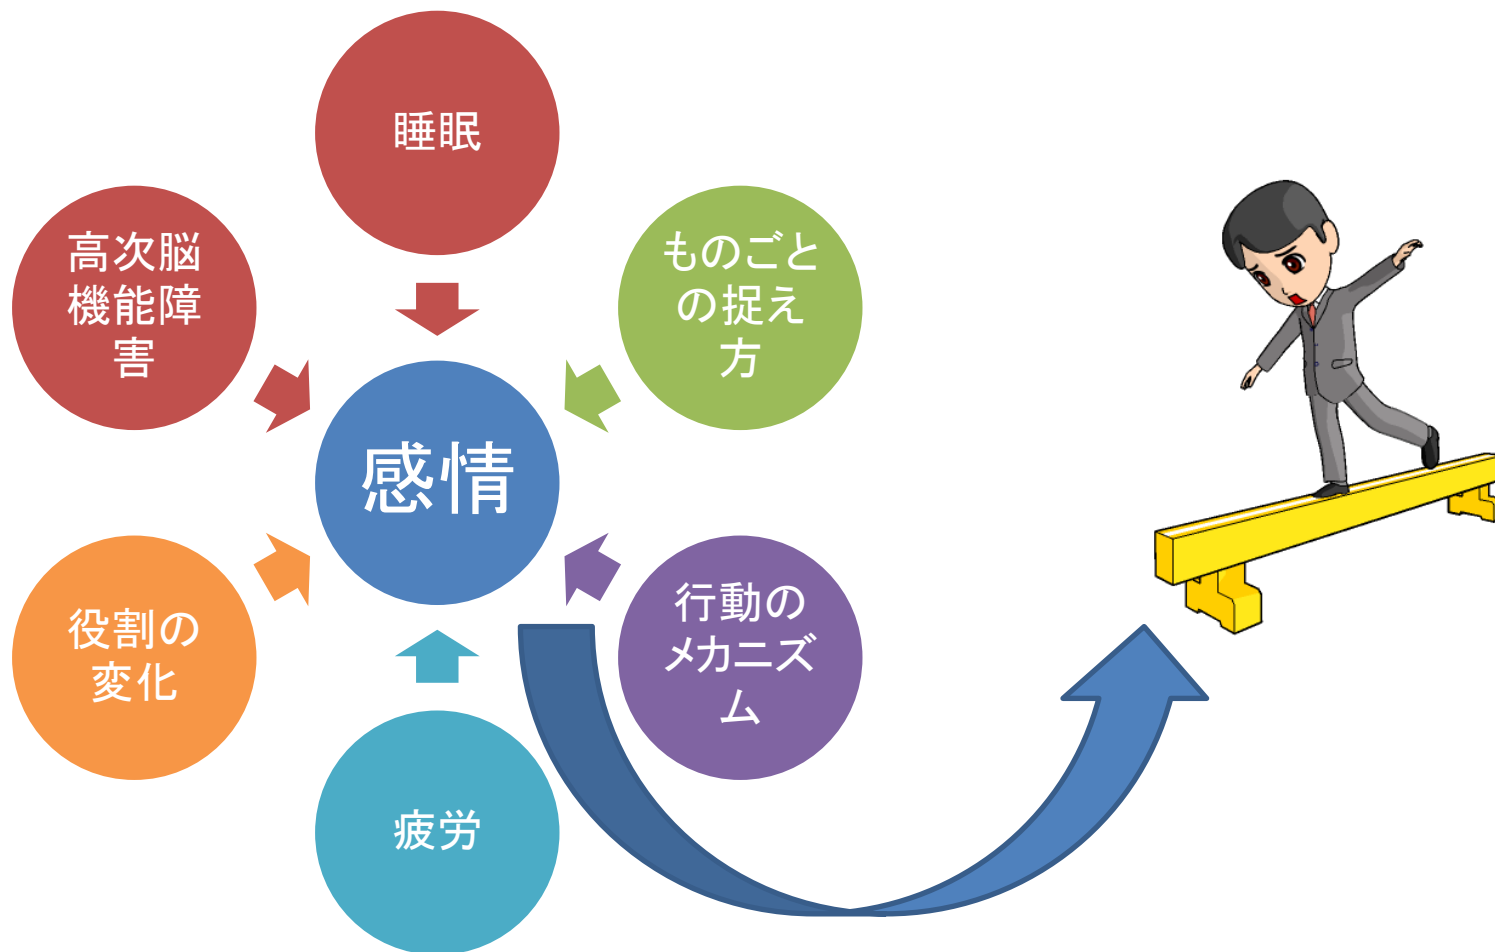 睡眠
高次脳
機能障
害
ものごと
の捉え
方
感情
役割の
変化
行動の
メカニズ
ム
疲労